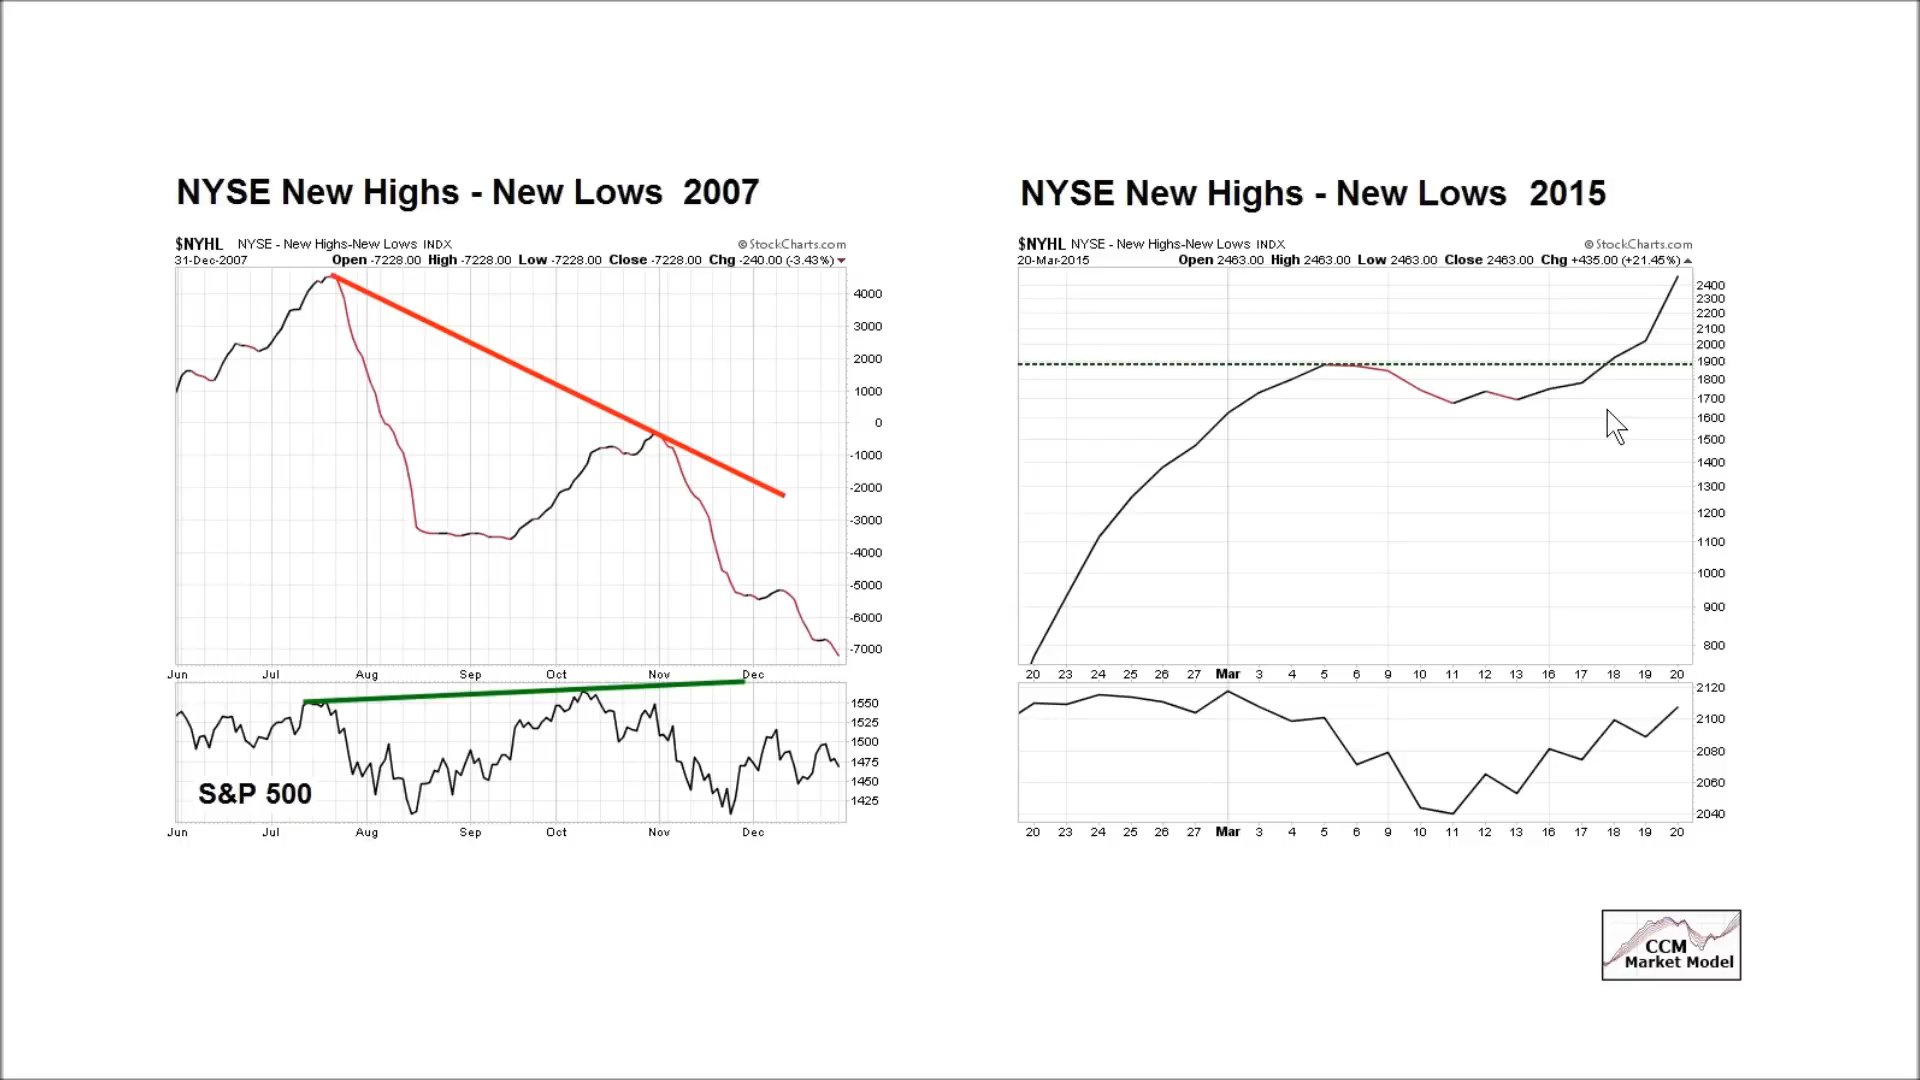 NYSE New Highs - New Lows 2007
$NYHL NYSE - New Highs-New Lows INDX
© StockCharts.com
31-Dec-2007 Open -7228.00 High -7228.00 Low -7228.00 Close -7228.00 Chg -240.00 (-3.43%)
4000
3000
2000
1000
0
-1000
-2000
-3000
-4000
-5000
-6000
-7000
Jun Jul Aug Sep Oct Nov Dec
1550
1525
1500
1475
1450
1425
S&P 500
Jun Jul Aug Sep Oct Nov Dec
NYSE New Highs - New Lows 2015
$NYHL NYSE - New Highs-New Lows INDX
© StockCharts.com
20-Mar-2015 Open 2463.00 High 2463.00 Low 2463.00 Close 2463.00 Chg +435.00 (+21.45%)
2400
2300
2200
2100
2000
1900
1800
1700
1600
1500
1400
1300
1200
1100
1000
900
800
20 23 24 25 26 27 Mar 3 4 5 6 9 10 11 12 13 16 17 18 19 20
2120
2100
2080
2060
2040
20 23 24 25 26 27 Mar 3 4 5 6 9 10 11 12 13 16 17 18 19 20
CCM
Market Model